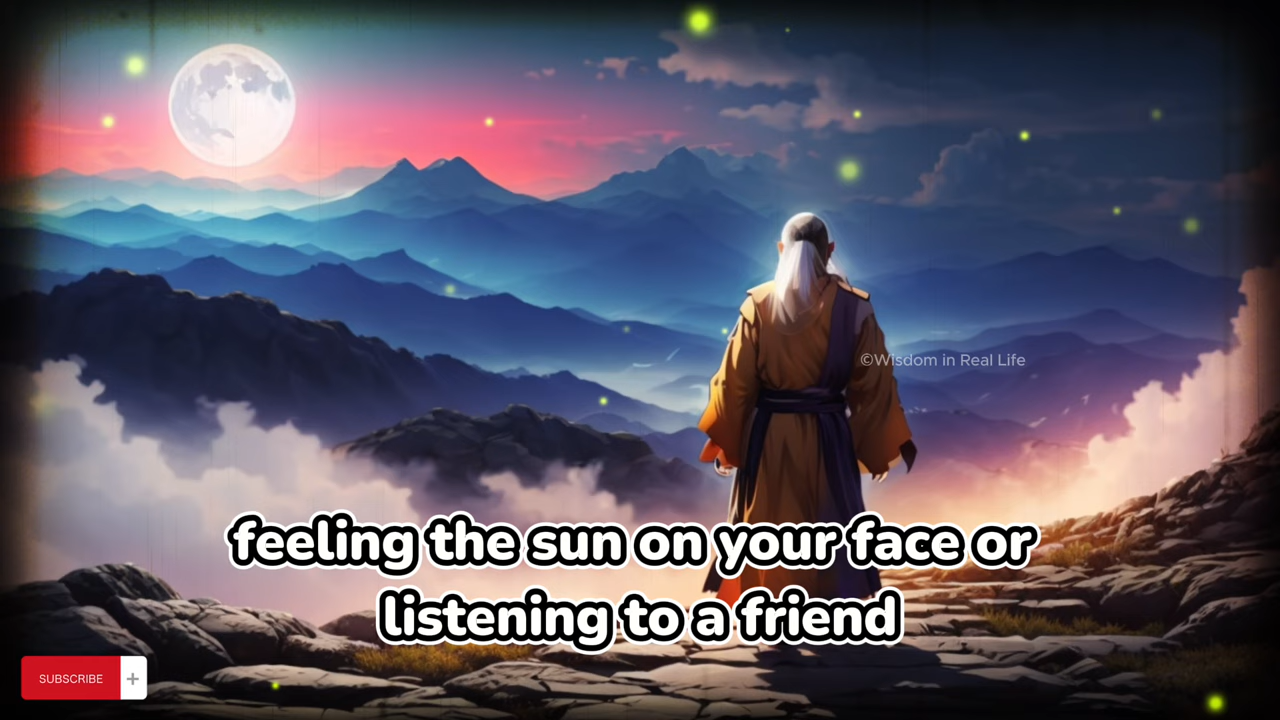 ©Wisdom in Real Life
feeling the sun on your face or
listening to a friend
SUBSCRIBE +